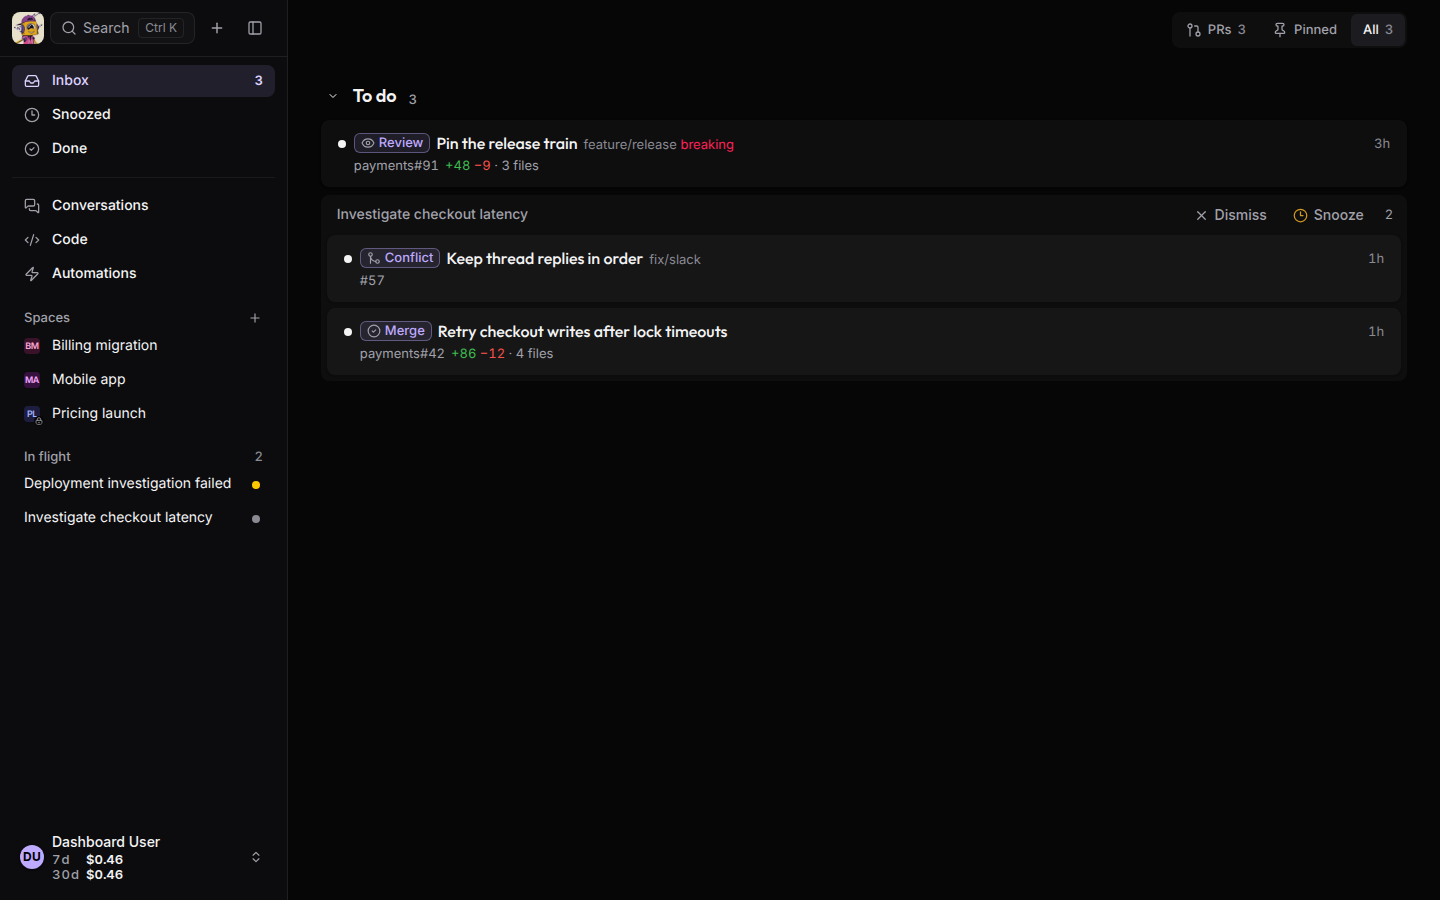 Search Ctrl K
PRs 3 Pinned All 3
Inbox 3
Snoozed
Done
Conversations
Code
Automations
Spaces
BM Billing migration
MA Mobile app
PL Pricing launch
In flight 2
Deployment investigation failed
Investigate checkout latency
Dashboard User
DU
7d $0.46
30d $0.46
To do 3
Review Pin the release train feature/release breaking 3h
payments#91 +48 −9 · 3 files
Investigate checkout latency Dismiss Snooze 2
Conflict Keep thread replies in order fix/slack 1h
#57
Merge Retry checkout writes after lock timeouts 1h
payments#42 +86 −12 · 4 files